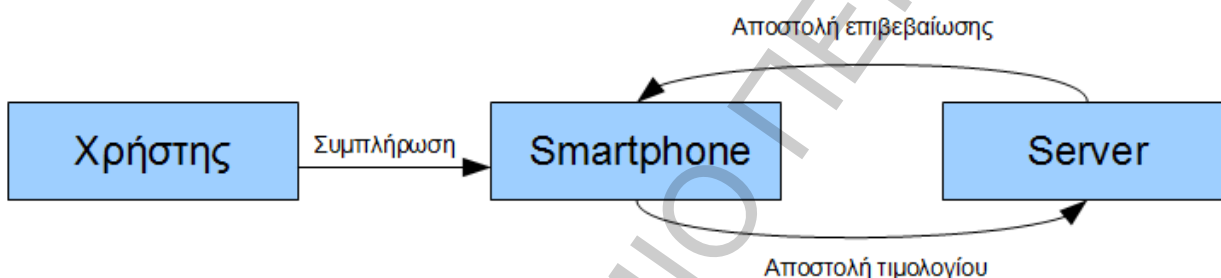 Αποστολή επιβεβαίωσης
Χρήστης
Συμπλήρωση
Smartphone
Server
Αποστολή τιμολογίου